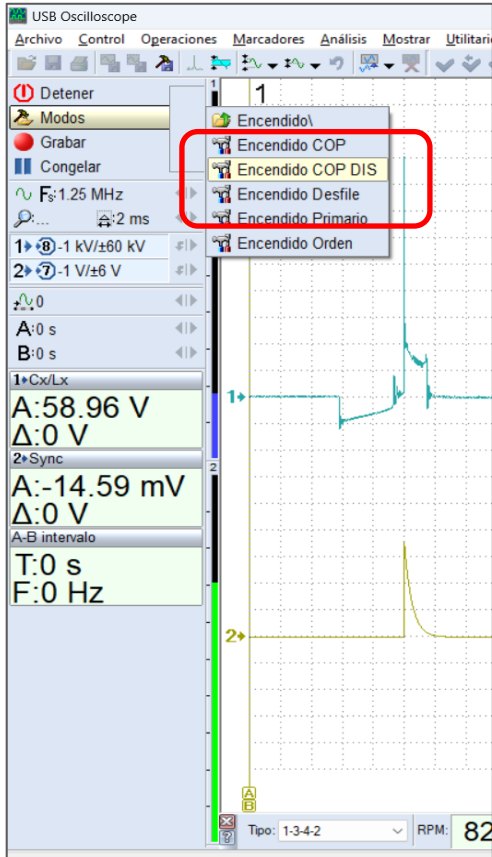 USB Oscilloscope
Archivo Control Operaciones Marcadores Análisis Mostrar Utilitari
Detener
Modos
Grabar
Congelar
Fs:1.25 MHz
:... :2 ms
1 8 -1 kV/±60 kV
2 7 -1 V/±6 V
0
A:0 s
B:0 s
1 Cx/Lx
A:58.96 V
Δ:0 V
2 Sync
A:-14.59 mV
Δ:0 V
A-B intervalo
T:0 s
F:0 Hz
1
1
Encendido\
Encendido COP
Encendido COP DIS
Encendido Desfile
Encendido Primario
Encendido Orden
1
2
2
A
B
Tipo: 1-3-4-2 RPM: 82